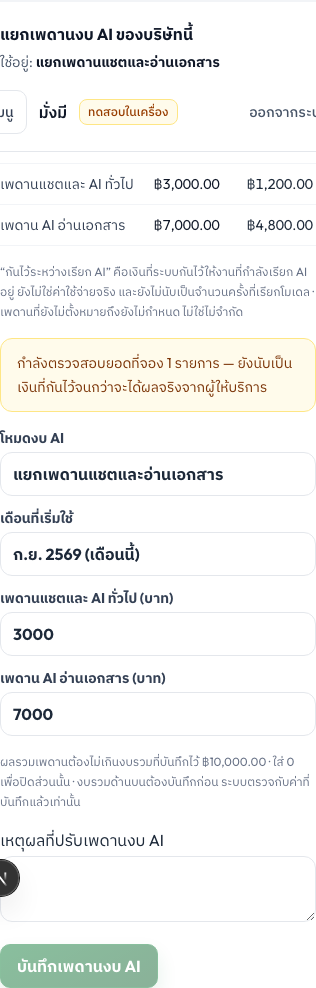 แยกเพดานงบ AI ของบริษัทนี้
ใช้อยู่: แยกเพดานแชตและอ่านเอกสาร
มั่งมี ทดสอบในเครื่อง
เพดานแชตและ AI ทั่วไป ฿3,000.00 ฿1,200.00
เพดาน AI อ่านเอกสาร ฿7,000.00 ฿4,800.00
“กันไว้ระหว่างเรียก AI” คือเงินที่ระบบกันไว้ให้งานที่กำลังเรียก AI
อยู่ ยังไม่ใช่ค่าใช้จ่ายจริง และยังไม่นับเป็นจำนวนครั้งที่เรียกโมเดล ·
เพดานที่ยังไม่ตั้งหมายถึงยังไม่กำหนด ไม่ใช่ไม่จำกัด
กำลังตรวจสอบยอดที่จอง 1 รายการ — ยังนับเป็น
เงินที่กันไว้จนกว่าจะได้ผลจริงจากผู้ให้บริการ
โหมดงบ AI
แยกเพดานแชตและอ่านเอกสาร
เดือนที่เริ่มใช้
ก.ย. 2569 (เดือนนี้)
เพดานแชตและ AI ทั่วไป (บาท)
3000
เพดาน AI อ่านเอกสาร (บาท)
7000
ผลรวมเพดานต้องไม่เกินงบรวมที่บันทึกไว้ ฿10,000.00 · ใส่ 0
เพื่อปิดส่วนนั้น · งบรวมด้านบนต้องบันทึกก่อน ระบบตรวจกับค่าที่
บันทึกแล้วเท่านั้น
เหตุผลที่ปรับเพดานงบ AI
N
บันทึกเพดานงบ AI